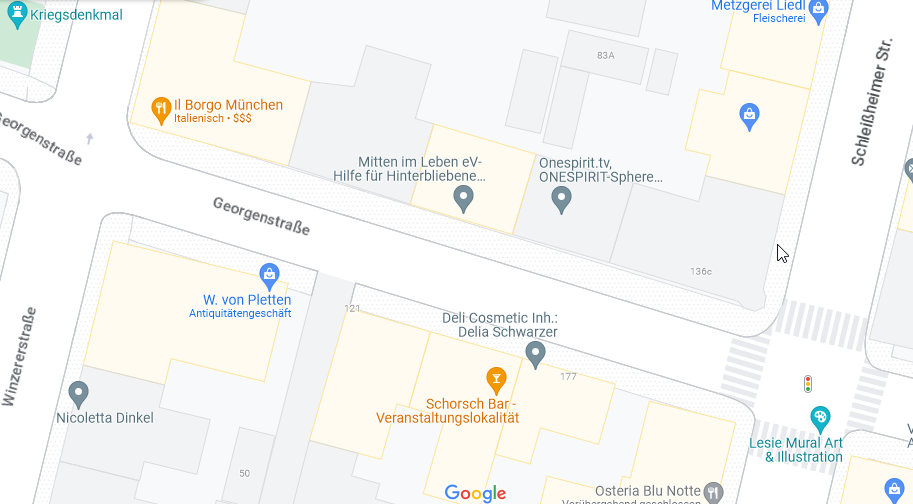 Kriegsdenkmal
Metzgerei Liedl
Fleischerei
83A
Schleißheimer Str.
Il Borgo München
Italienisch • $$$
Georgenstraße
Mitten im Leben eV-
Hilfe für Hinterbliebene...
Onespirit.tv,
ONESPIRIT-Sphere...
Georgenstraße
136c
W. von Pletten
Antiquitätengeschäft
121
Deli Cosmetic Inh.:
Delia Schwarzer
Winzererstraße
177
Nicoletta Dinkel
Schorsch Bar -
Veranstaltungslokalität
Lesie Mural Art
& Illustration
50
Google
Osteria Blu Notte
Vorübergehend geschlossen